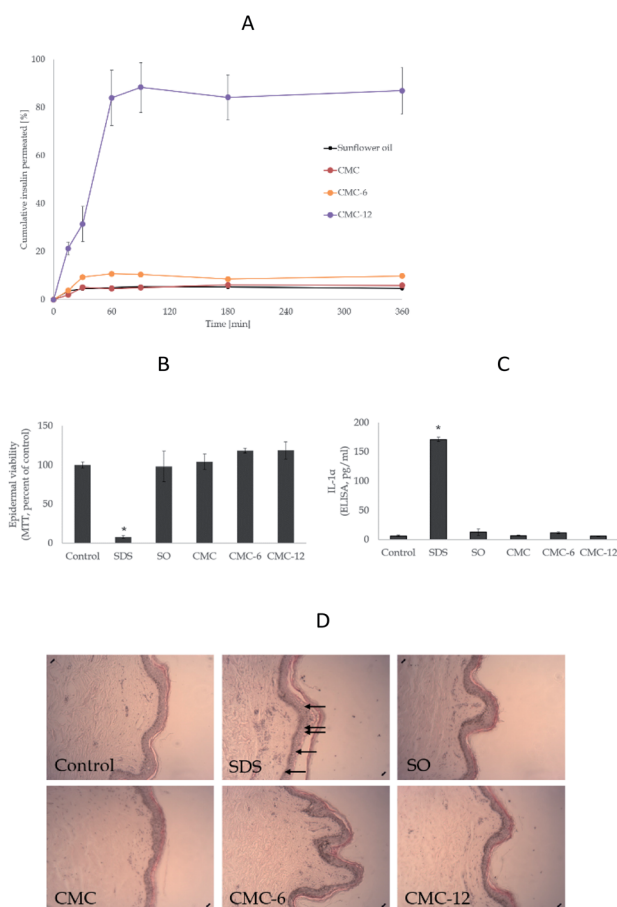 A
Cumulative insulin permeated [%]
100
80
60
40
20
0
0 60 120 180 240 300 360
Time [min]
Sunflower oil
CMC
CMC-6
CMC-12
B
Epidermal viability
(MTT, percent of control)
150
100
50
0
Control SDS SO CMC CMC-6 CMC-12
*
C
IL-1α
(ELISA, pg/ml)
200
150
100
50
0
Control SDS SO CMC CMC-6 CMC-12
*
D
Control SDS SO
CMC CMC-6 CMC-12